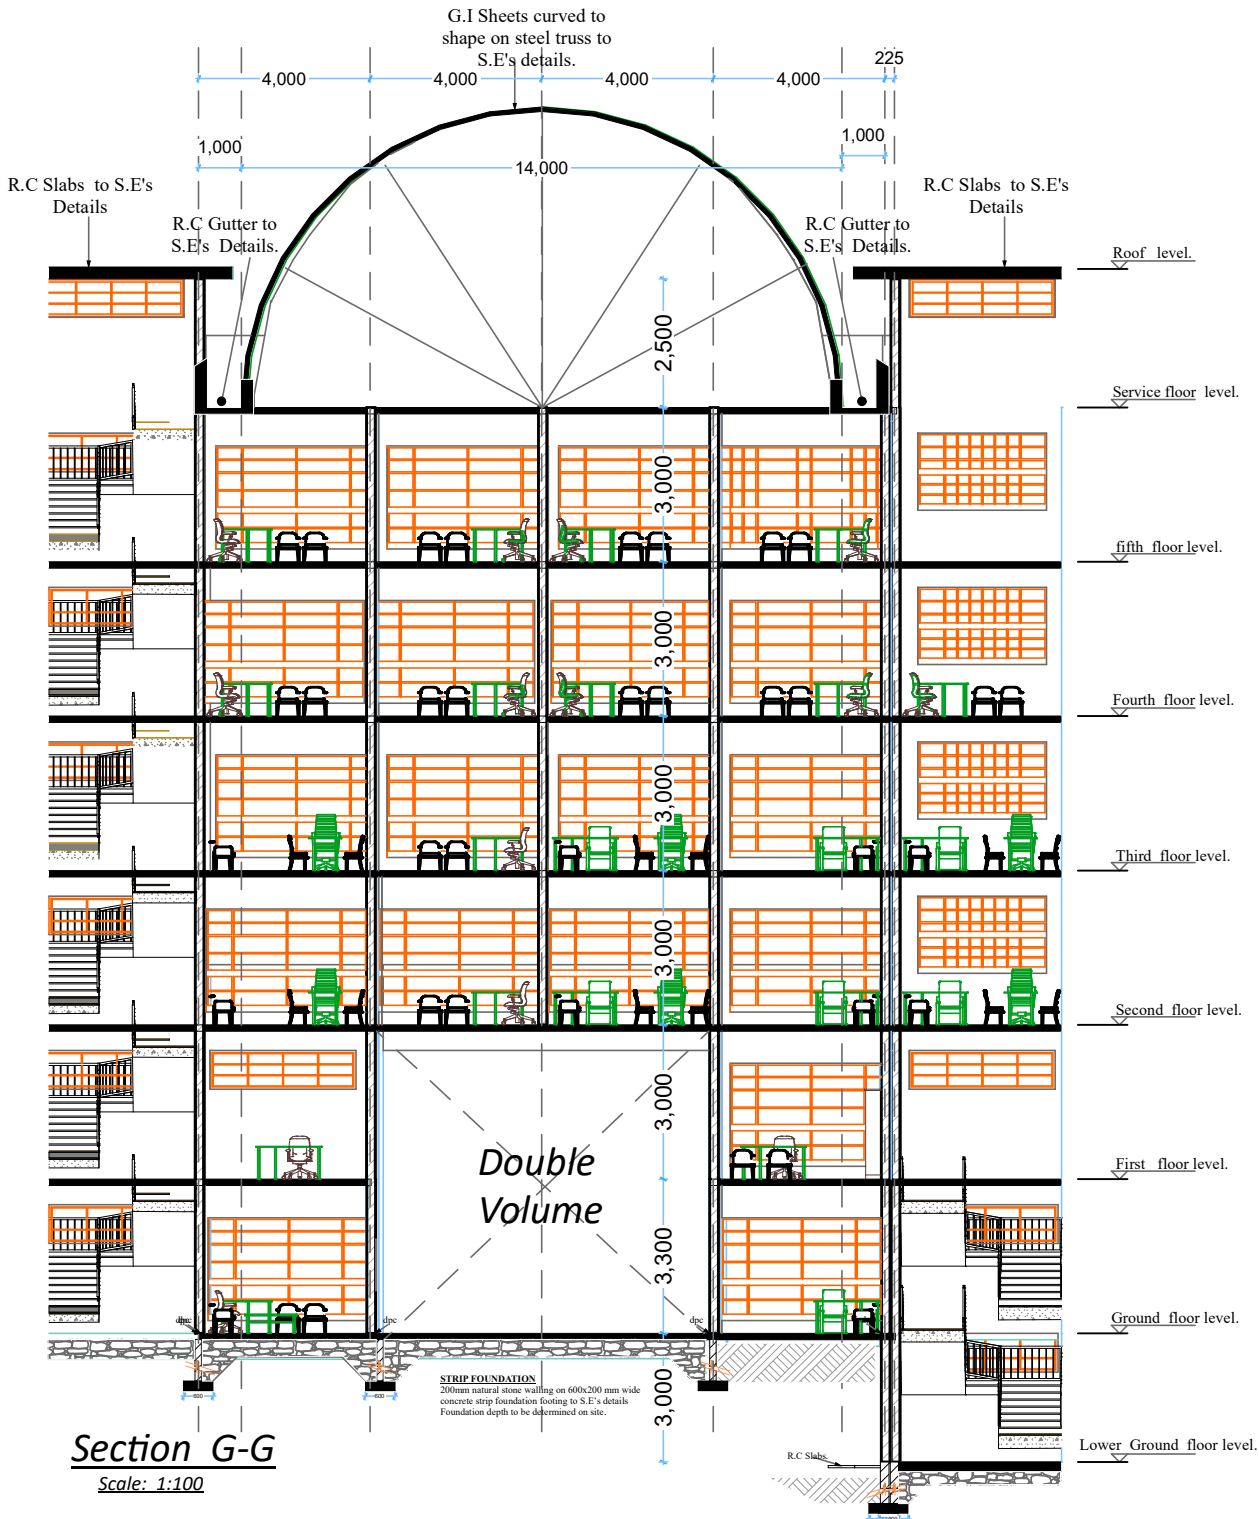 G.I Sheets curved to
shape on steel truss to
S.E's details.
225
4,000
4,000
4,000
4,000
1,000
1,000
14,000
R.C Slabs to S.E's
Details
R.C Slabs to S.E's
Details
R.C Gutter to
S.E's Details.
R.C Gutter to
S.E's Details.
Roof level.
2,500
Service floor level.
3,000
fifth floor level.
3,000
Fourth floor level.
3,000
Third floor level.
3,000
Second floor level.
3,000
Double
Volume
First floor level.
3,300
dpc
dpc
dpc
Ground floor level.
STRIP FOUNDATION
200mm natural stone walling on 600x200 mm wide
concrete strip foundation footing to S.E's details
Foundation depth to be determined on site.
600
600
3,000
Section G-G
Scale: 1:100
R.C Slabs
Lower Ground floor level.